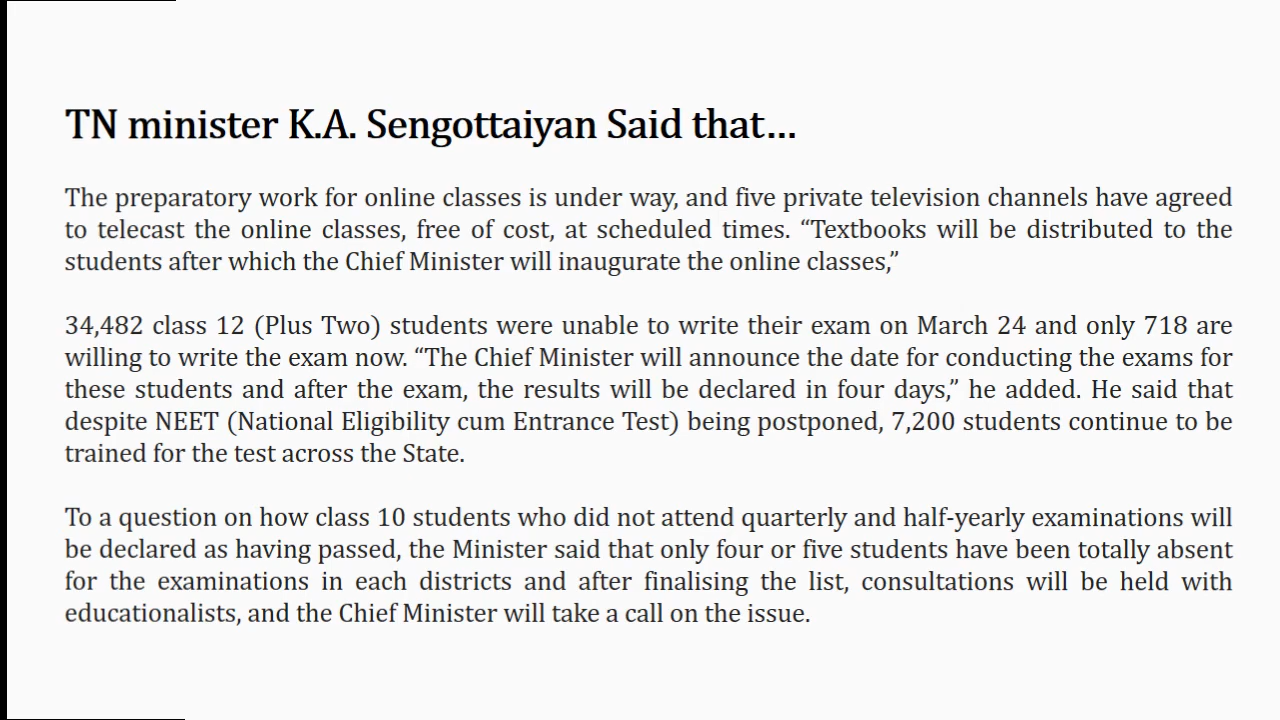 TN minister K.A. Sengottaiyan Said that...
The preparatory work for online classes is under way, and five private television channels have agreed
to telecast the online classes, free of cost, at scheduled times. “Textbooks will be distributed to the
students after which the Chief Minister will inaugurate the online classes,”
34,482 class 12 (Plus Two) students were unable to write their exam on March 24 and only 718 are
willing to write the exam now. “The Chief Minister will announce the date for conducting the exams for
these students and after the exam, the results will be declared in four days,” he added. He said that
despite NEET (National Eligibility cum Entrance Test) being postponed, 7,200 students continue to be
trained for the test across the State.
To a question on how class 10 students who did not attend quarterly and half-yearly examinations will
be declared as having passed, the Minister said that only four or five students have been totally absent
for the examinations in each districts and after finalising the list, consultations will be held with
educationalists, and the Chief Minister will take a call on the issue.